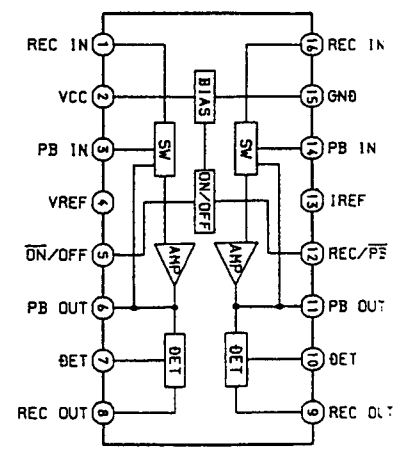 REC IN 1
16 REC IN
VCC 2
BIAS
15 GND
PB IN 3
SW
SW
14 PB IN
VREF 4
ON/OFF
13 IREF
ON/OFF 5
12 REC/PB
AMP
AMP
PB OUT 6
11 PB OUT
DET 7
DET
DET
10 DET
REC OUT 8
9 REC OUT